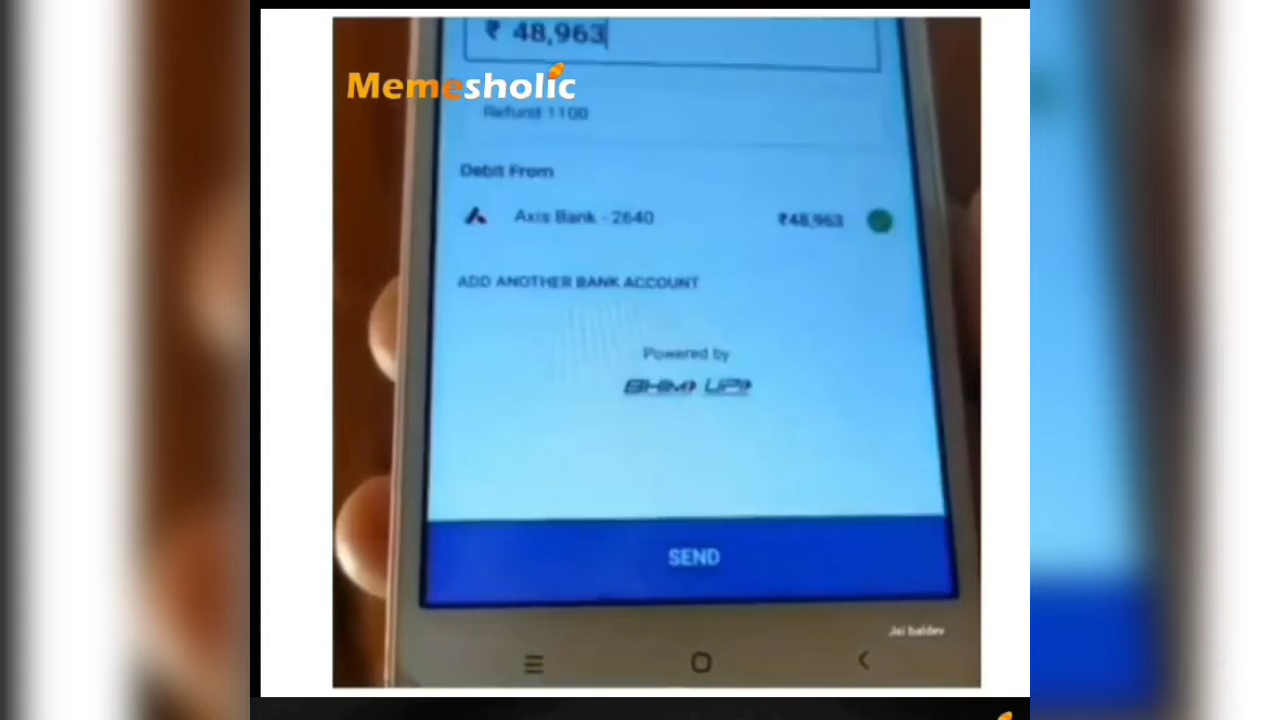 ₹ 48,963
Memesholic
Refund 1100
Debit From
Axis Bank - 2640 ₹48,963
ADD ANOTHER BANK ACCOUNT
Powered by
BHIM UPI
SEND
Jai baldev